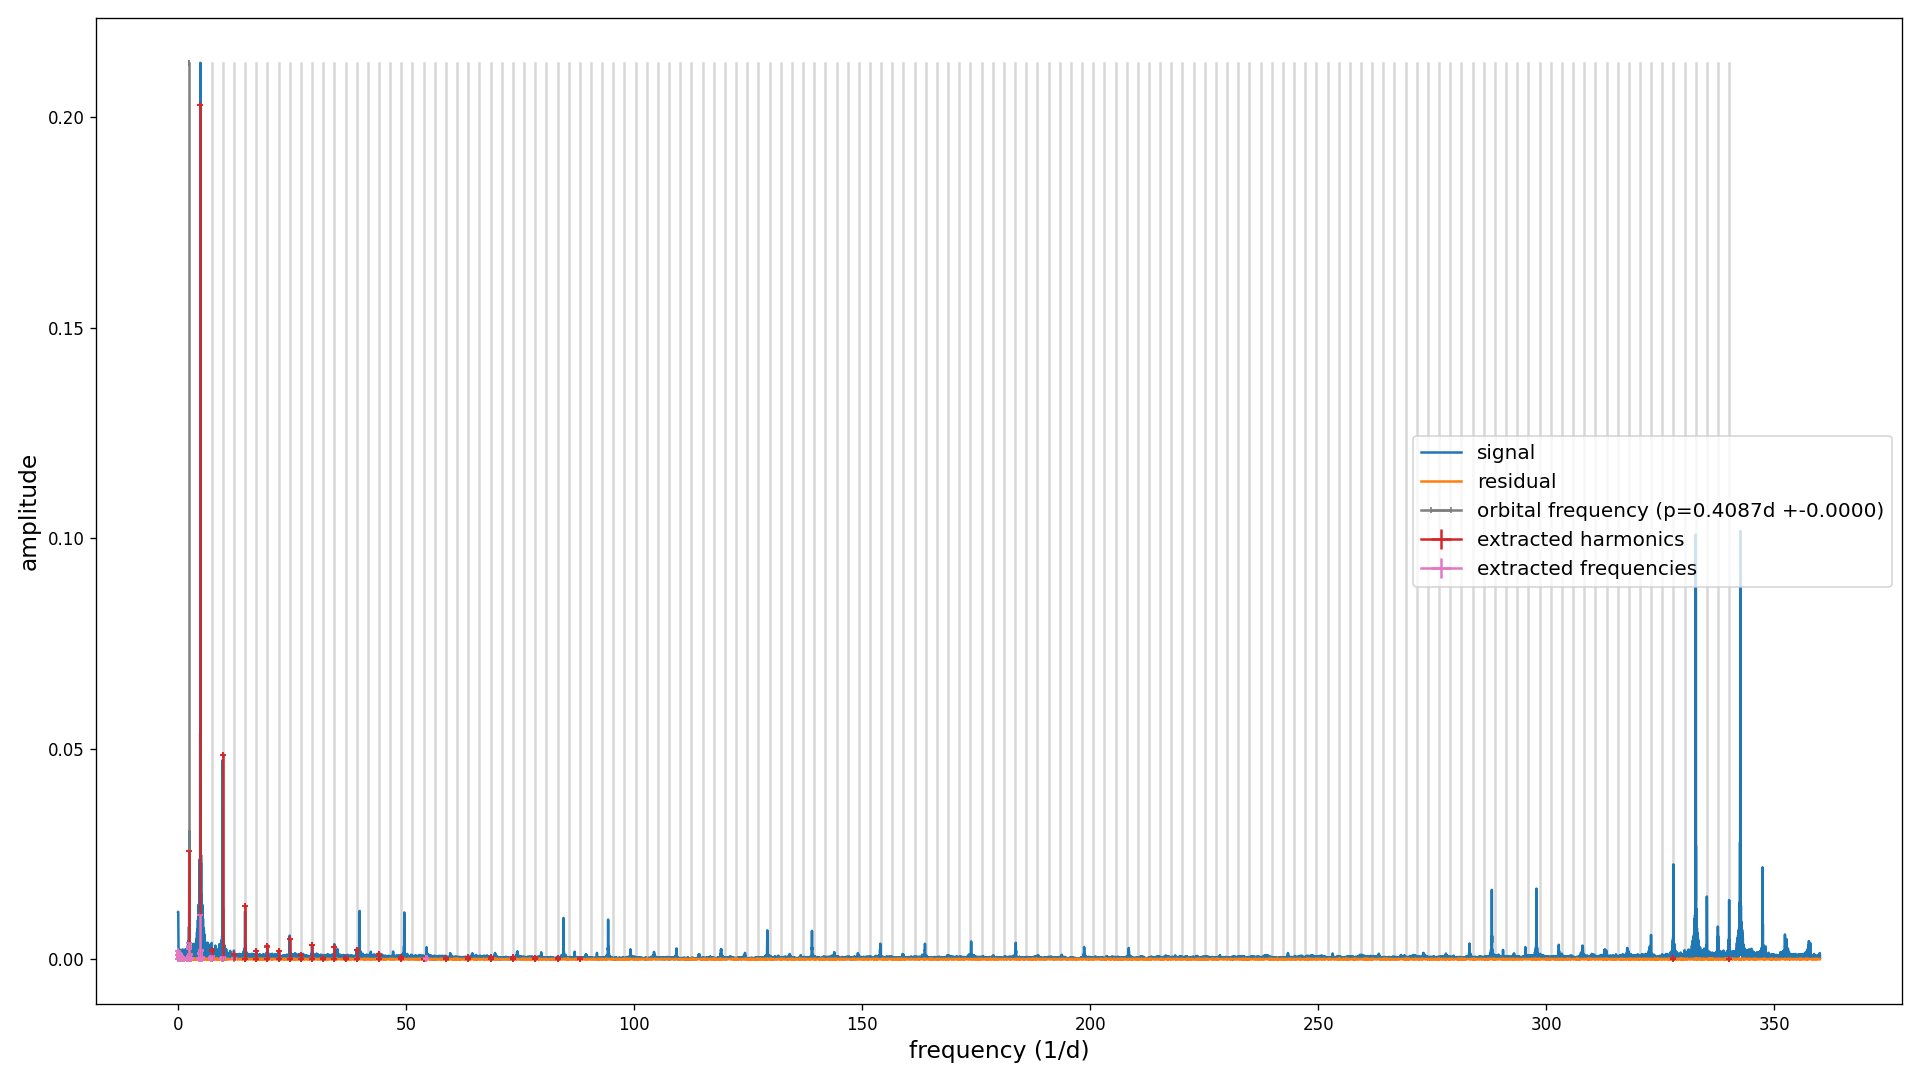 amplitude
0.20
0.15
0.10
0.05
0.00
signal
residual
orbital frequency (p=0.4087d +-0.0000)
extracted harmonics
extracted frequencies
0 50 100 150 200 250 300 350
frequency (1/d)